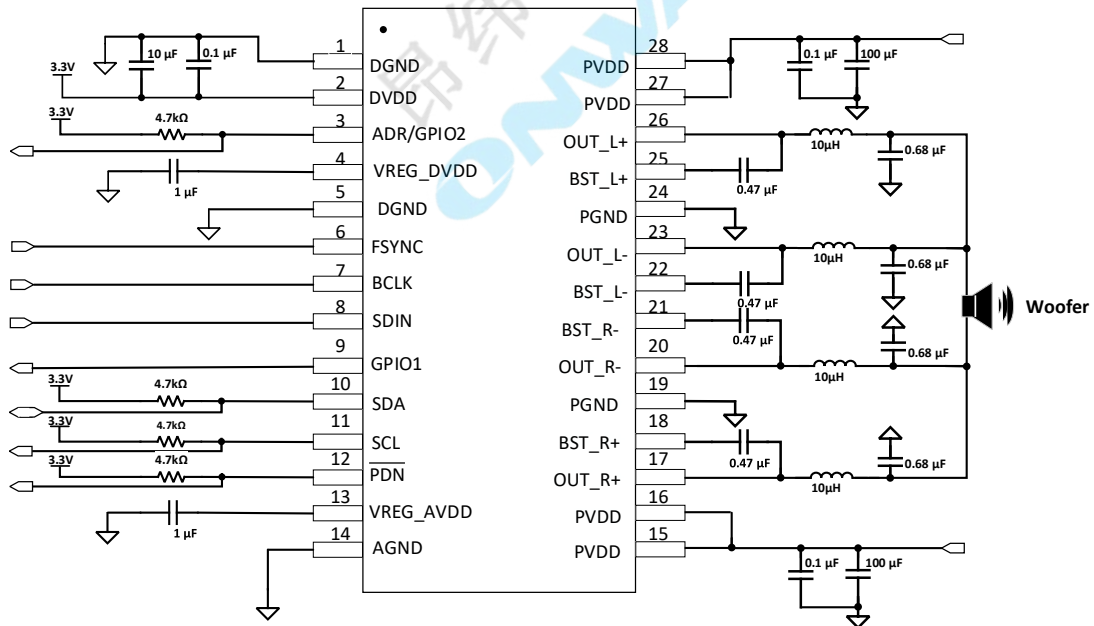 昂纬
1
DGND
2
DVDD
3
ADR/GPIO2
4
VREG_DVDD
5
DGND
6
FSYNC
7
BCLK
8
SDIN
9
GPIO1
10
SDA
11
SCL
12
PDN
13
VREG_AVDD
14
AGND
28
PVDD
27
PVDD
26
OUT_L+
25
BST_L+
24
PGND
23
OUT_L-
22
BST_L-
21
BST_R-
20
OUT_R-
19
PGND
18
BST_R+
17
OUT_R+
16
PVDD
15
PVDD
10 µF
0.1 µF
3.3V
3.3V
4.7kΩ
1 µF
3.3V
4.7kΩ
3.3V
4.7kΩ
3.3V
4.7kΩ
1 µF
0.1 µF
100 µF
10µH
0.68 µF
0.47 µF
10µH
0.68 µF
0.47 µF
0.47 µF
0.68 µF
10µH
0.47 µF
0.68 µF
10µH
0.1 µF
100 µF
Woofer